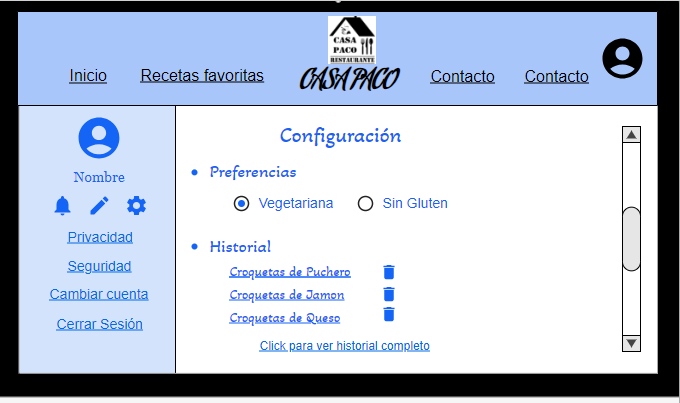 CASA
PACO
RESTAURANTE
Inicio
Recetas favoritas
CASA PACO
Contacto
Contacto
Nombre
Privacidad
Seguridad
Cambiar cuenta
Cerrar Sesión
Configuración
Preferencias
Vegetariana
Sin Gluten
Historial
Croquetas de Puchero
Croquetas de Jamon
Croquetas de Queso
Click para ver historial completo